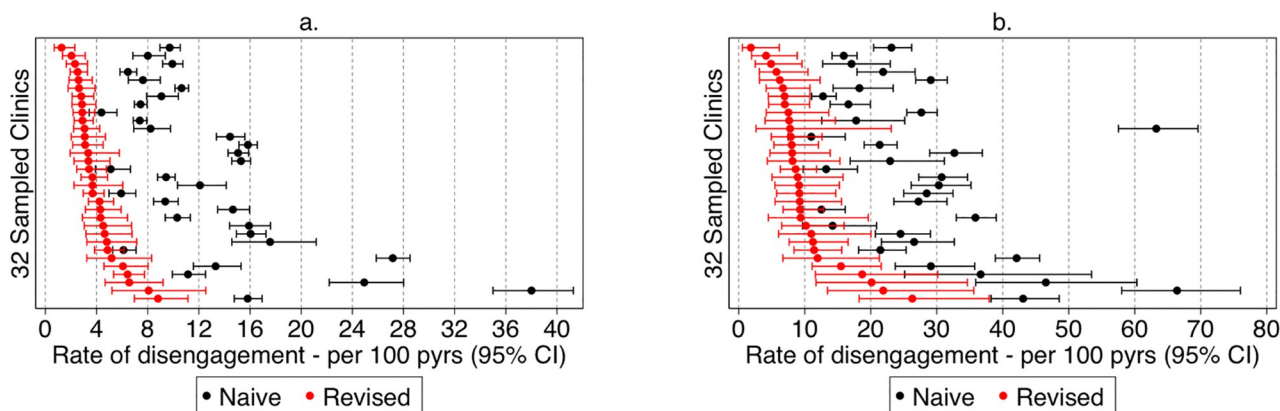 a.
32 Sampled Clinics
0 4 8 12 16 20 24 28 32 36 40
Rate of disengagement - per 100 pyrs (95% CI)
Naive Revised
b.
32 Sampled Clinics
0 10 20 30 40 50 60 70 80
Rate of disengagement - per 100 pyrs (95% CI)
Naive Revised